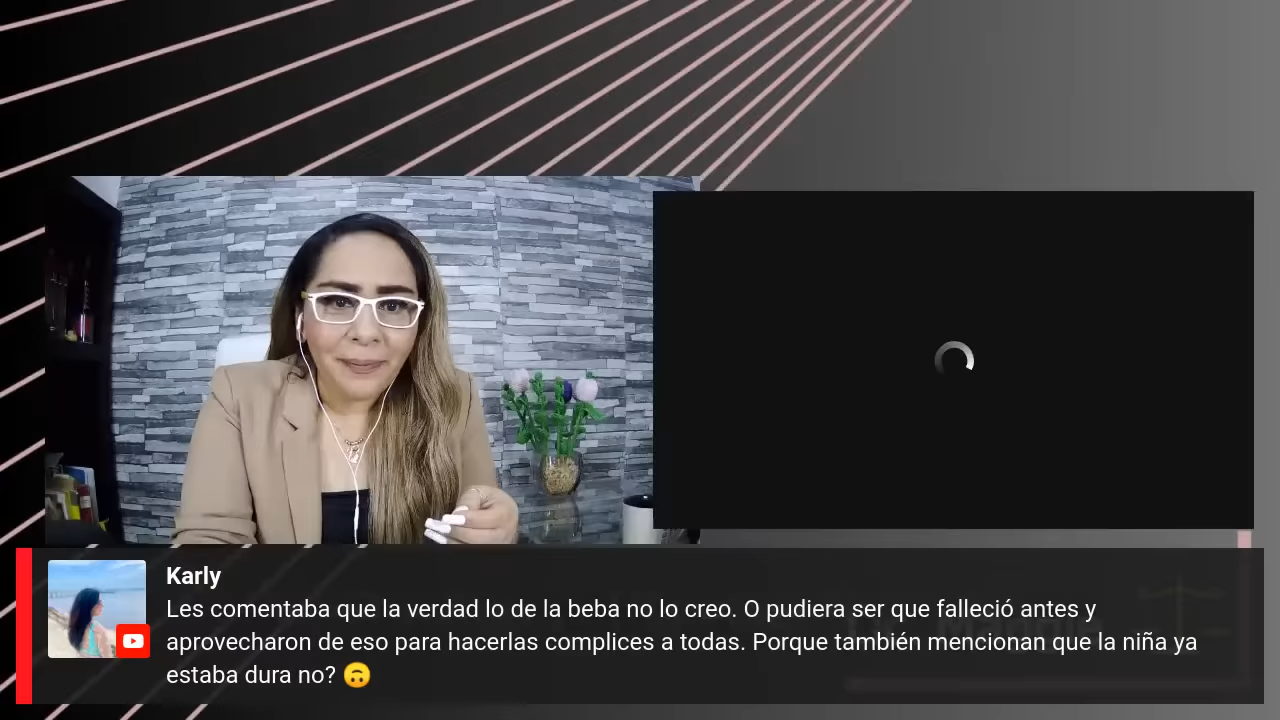 Karly
Les comentaba que la verdad lo de la beba no lo creo. O pudiera ser que falleció antes y
aprovecharon de eso para hacerlas complices a todas. Porque también mencionan que la niña ya
estaba dura no? 🙃